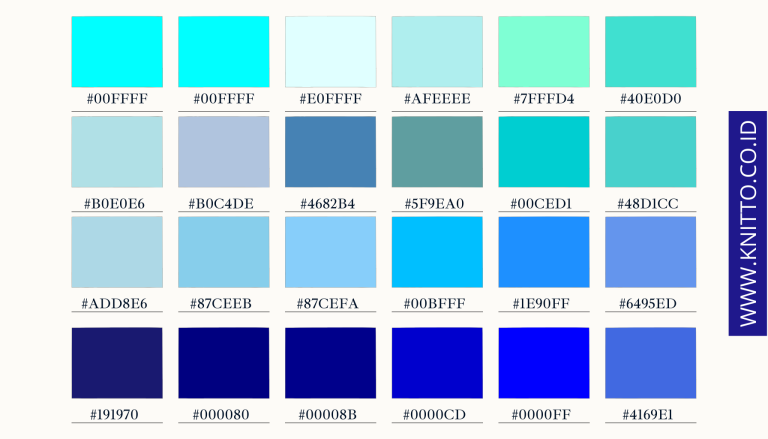 #00FFFF #00FFFF #E0FFFF #AFEEEE #7FFFD4 #40E0D0
#B0E0E6 #B0C4DE #4682B4 #5F9EA0 #00CED1 #48D1CC
#ADD8E6 #87CEEB #87CEFA #00BFFF #1E90FF #6495ED
#191970 #000080 #00008B #0000CD #0000FF #4169E1
WWW.KNITTO.CO.ID